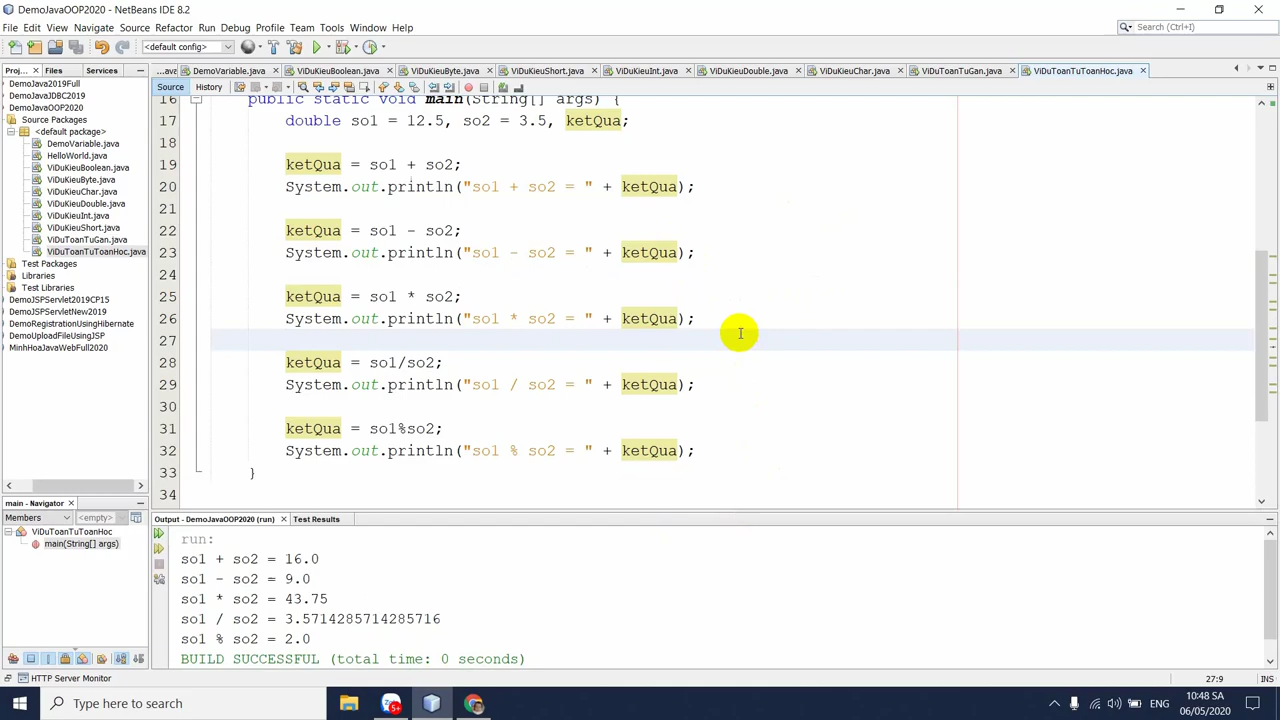 DemoJavaOOP2020 - NetBeans IDE 8.2
File Edit View Navigate Source Refactor Run Debug Profile Team Tools Window Help
Search (Ctrl+I)
<default config>
Proj... Files Services
...ava DemoVariable.java ViDuKieuBoolean.java ViDuKieuByte.java ViDuKieuShort.java ViDuKieuInt.java ViDuKieuDouble.java ViDuKieuChar.java ViDuToanTuGan.java ViDuToanTuToanHoc.java
Source History
DemoJava2019Full
DemoJavaJDBC2019
DemoJavaOOP2020
Source Packages
<default package>
DemoVariable.java
HelloWorld.java
ViDuKieuBoolean.java
ViDuKieuByte.java
ViDuKieuChar.java
ViDuKieuDouble.java
ViDuKieuInt.java
ViDuKieuShort.java
ViDuToanTuGan.java
ViDuToanTuToanHoc.java
Test Packages
Libraries
Test Libraries
DemoJSPServlet2019CP15
DemoJSPServletNew2019
DemoRegistrationUsingHibernate
DemoUploadFileUsingJSP
MinhHoaJavaWebFull2020
16 public static void main(String[] args) {
17 double so1 = 12.5, so2 = 3.5, ketQua;
18
19 ketQua = so1 + so2;
20 System.out.println("so1 + so2 = " + ketQua);
21
22 ketQua = so1 - so2;
23 System.out.println("so1 - so2 = " + ketQua);
24
25 ketQua = so1 * so2;
26 System.out.println("so1 * so2 = " + ketQua);
27
28 ketQua = so1/so2;
29 System.out.println("so1 / so2 = " + ketQua);
30
31 ketQua = so1%so2;
32 System.out.println("so1 % so2 = " + ketQua);
33 }
34
main - Navigator
Members <empty>
ViDuToanTuToanHoc
main(String[] args)
Output - DemoJavaOOP2020 (run) Test Results
run:
so1 + so2 = 16.0
so1 - so2 = 9.0
so1 * so2 = 43.75
so1 / so2 = 3.5714285714285716
so1 % so2 = 2.0
BUILD SUCCESSFUL (total time: 0 seconds)
HTTP Server Monitor
27:9 INS
Type here to search
5+
ENG
10:48 SA
06/05/2020